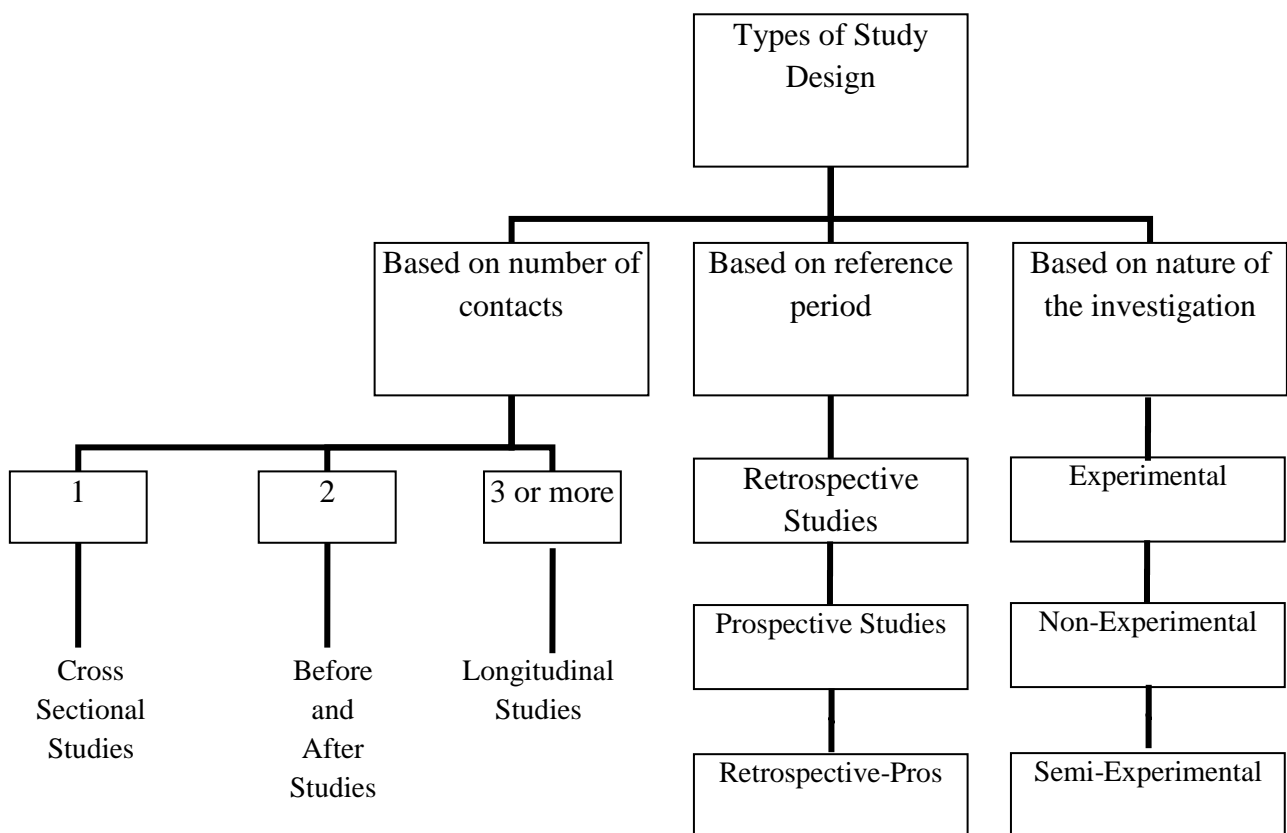 Types of Study
Design
Based on number of
contacts
Based on reference
period
Based on nature of
the investigation
1
2
3 or more
Retrospective
Studies
Experimental
Prospective Studies
Non-Experimental
Cross
Sectional
Studies
Before
and
After
Studies
Longitudinal
Studies
Retrospective-Pros
Semi-Experimental